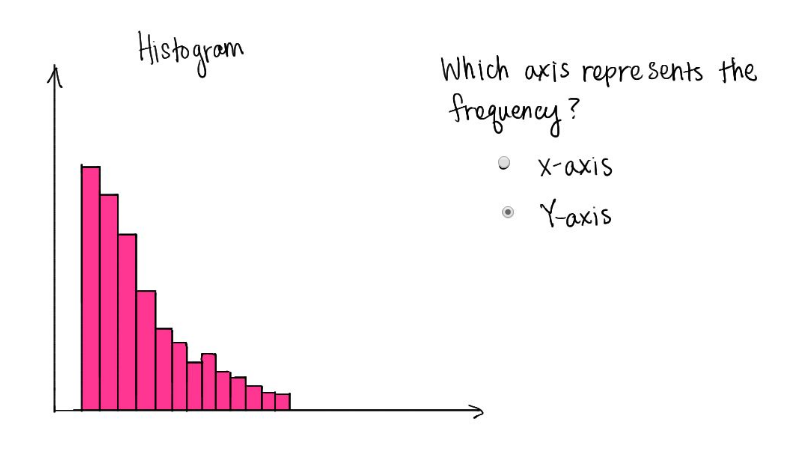 Histogram
Which axis represents the
frequency?
X-axis
Y-axis